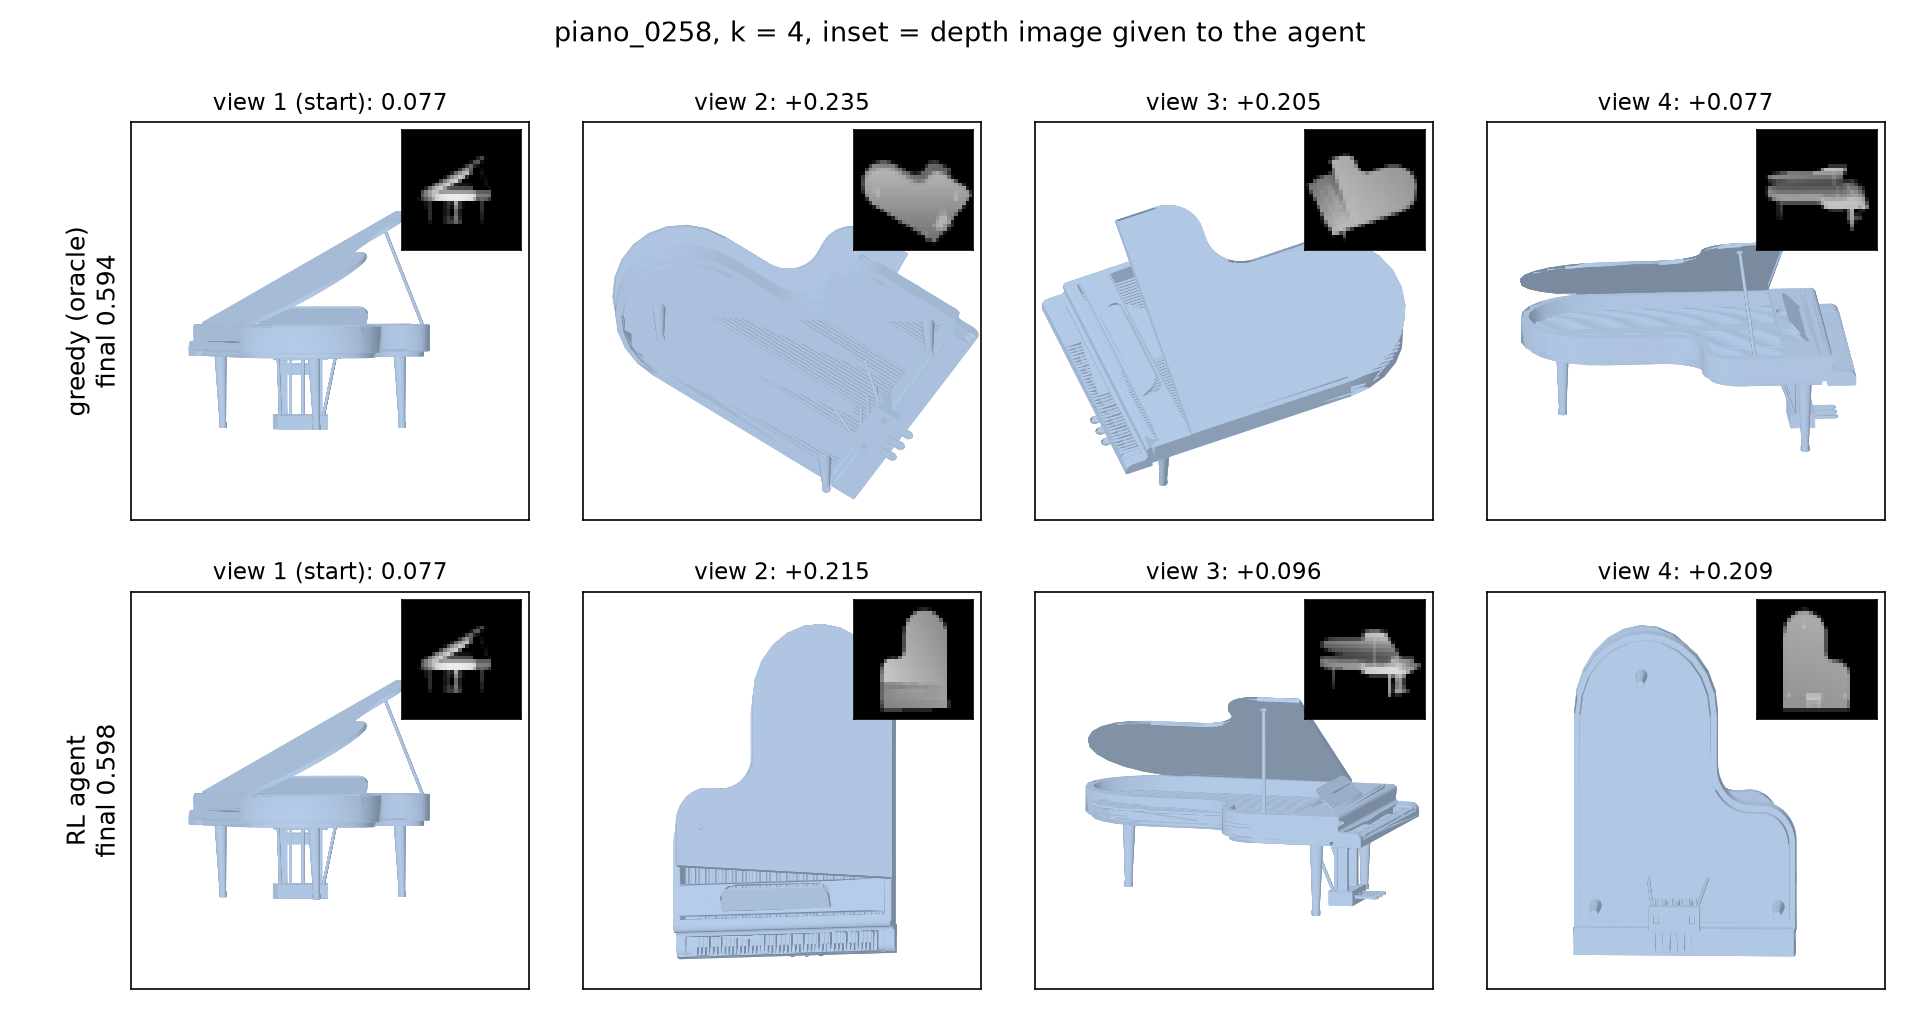 piano_0258, k = 4, inset = depth image given to the agent
view 1 (start): 0.077
view 2: +0.235
view 3: +0.205
view 4: +0.077
greedy (oracle)
final 0.594
view 1 (start): 0.077
view 2: +0.215
view 3: +0.096
view 4: +0.209
RL agent
final 0.598